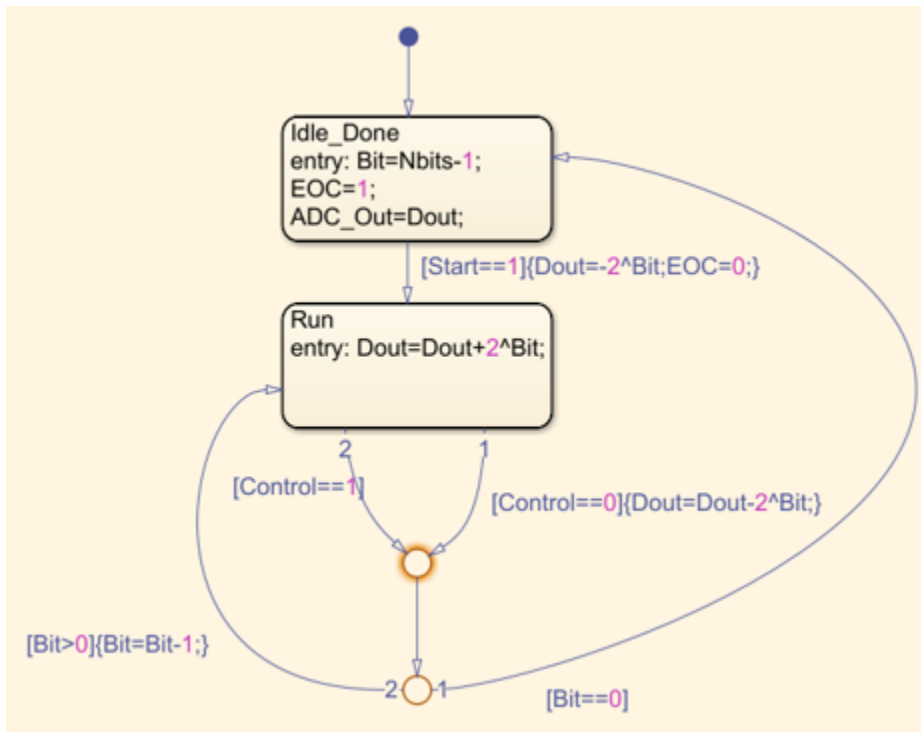 Idle_Done
entry: Bit=Nbits-1;
EOC=1;
ADC_Out=Dout;
[Start==1]{Dout=-2^Bit;EOC=0;}
Run
entry: Dout=Dout+2^Bit;
2
1
[Control==1]
[Control==0]{Dout=Dout-2^Bit;}
[Bit>0]{Bit=Bit-1;}
2
1
[Bit==0]